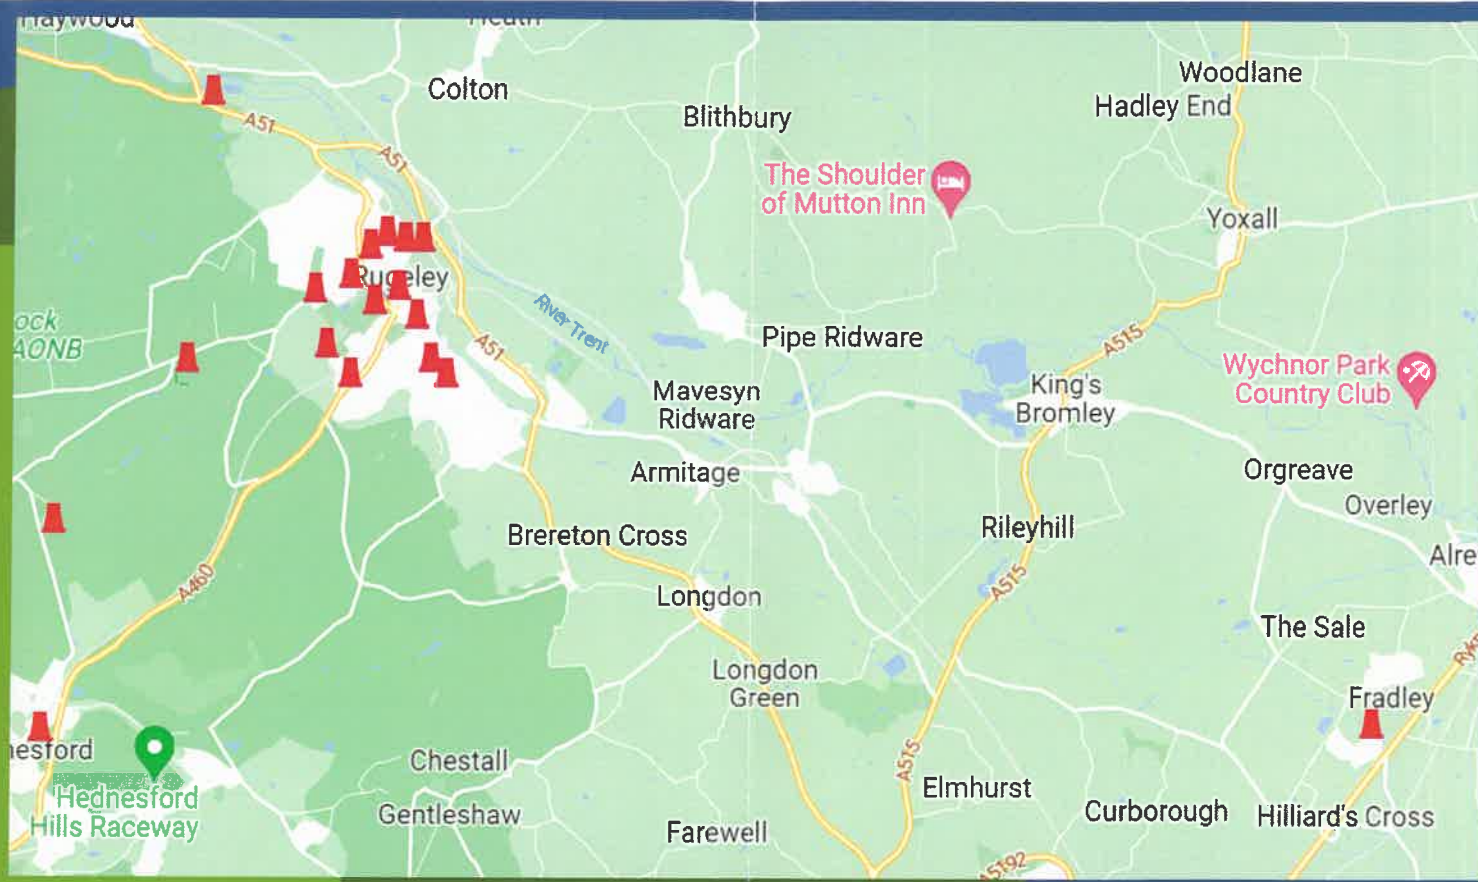 Haywood
Heath
Colton
Blithbury
Woodlane
Hadley End
A51
A51
The Shoulder
of Mutton Inn
Yoxall
Rugeley
River Trent
ock
AONB
A51
Pipe Ridware
A515
Wychnor Park
Country Club
Mavesyn
Ridware
King's
Bromley
Armitage
Orgreave
Overley
Brereton Cross
Rileyhill
Alre
A460
A515
Longdon
The Sale
Ryk
Longdon
Green
Fradley
nesford
Chestall
A515
Elmhurst
Hednesford
Hills Raceway
Gentleshaw
Curborough
Hilliard's Cross
Farewell
A5192